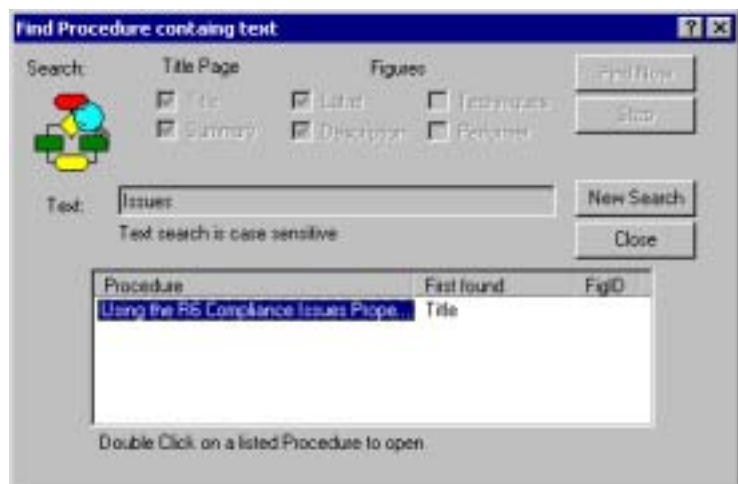 Find Procedure containg text
Search: Title Page Figures Find Now
Title Label Techniques
Summary Description Performer Stop
Text: Issues New Search
Text search is case sensitive Close
Procedure First found FigID
Using the R6 Compliance Issues Prope... Title
Double Click on a listed Procedure to open